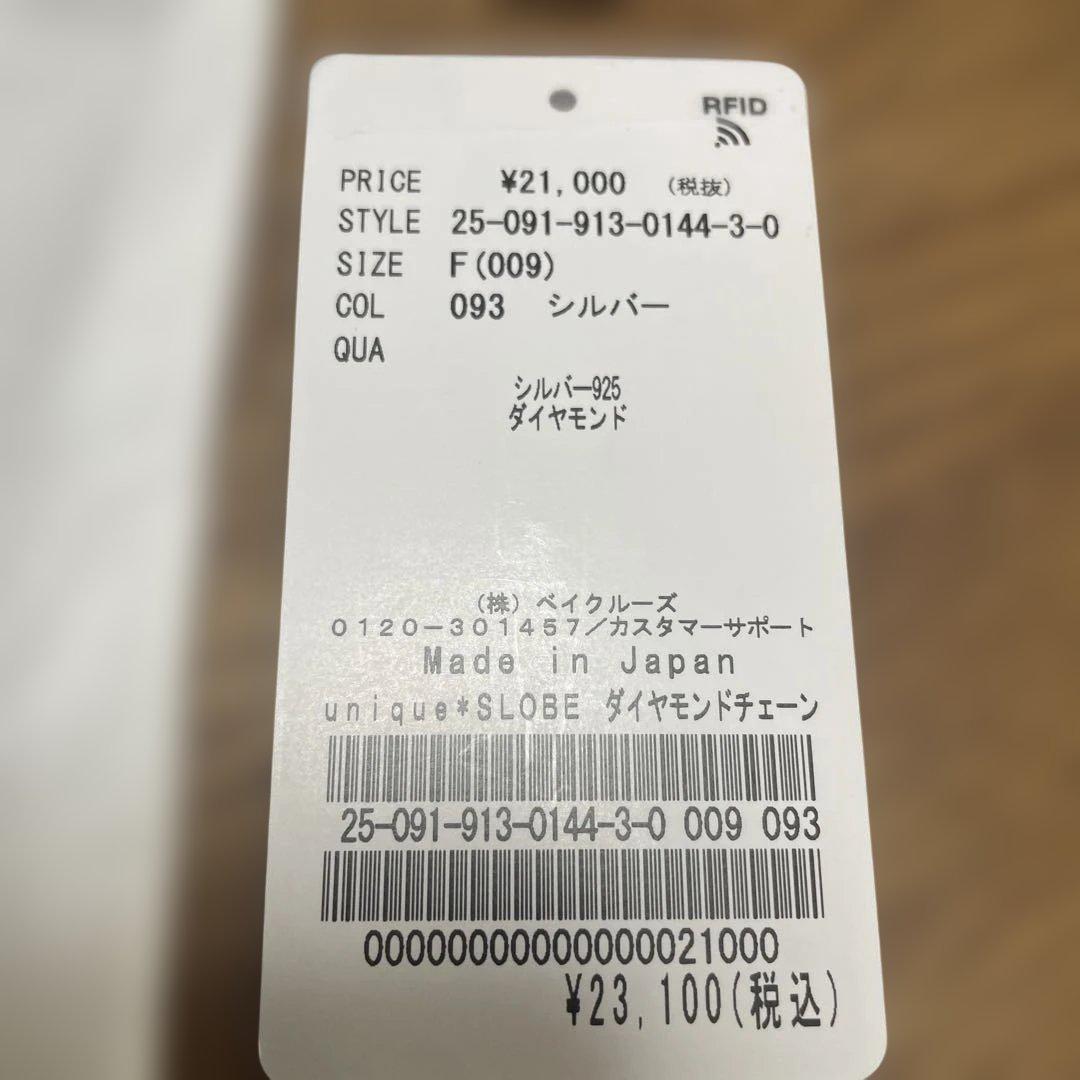 RFID
PRICE ¥21,000 (税抜)
STYLE 25-091-913-0144-3-0
SIZE F(009)
COL 093 シルバー
QUA
シルバー925
ダイヤモンド
(株) ベイクルーズ
0120-301457/カスタマーサポート
Made in Japan
unique*SLOBE ダイヤモンドチェーン
25-091-913-0144-3-0 009 093
00000000000000021000
¥23,100(税込)